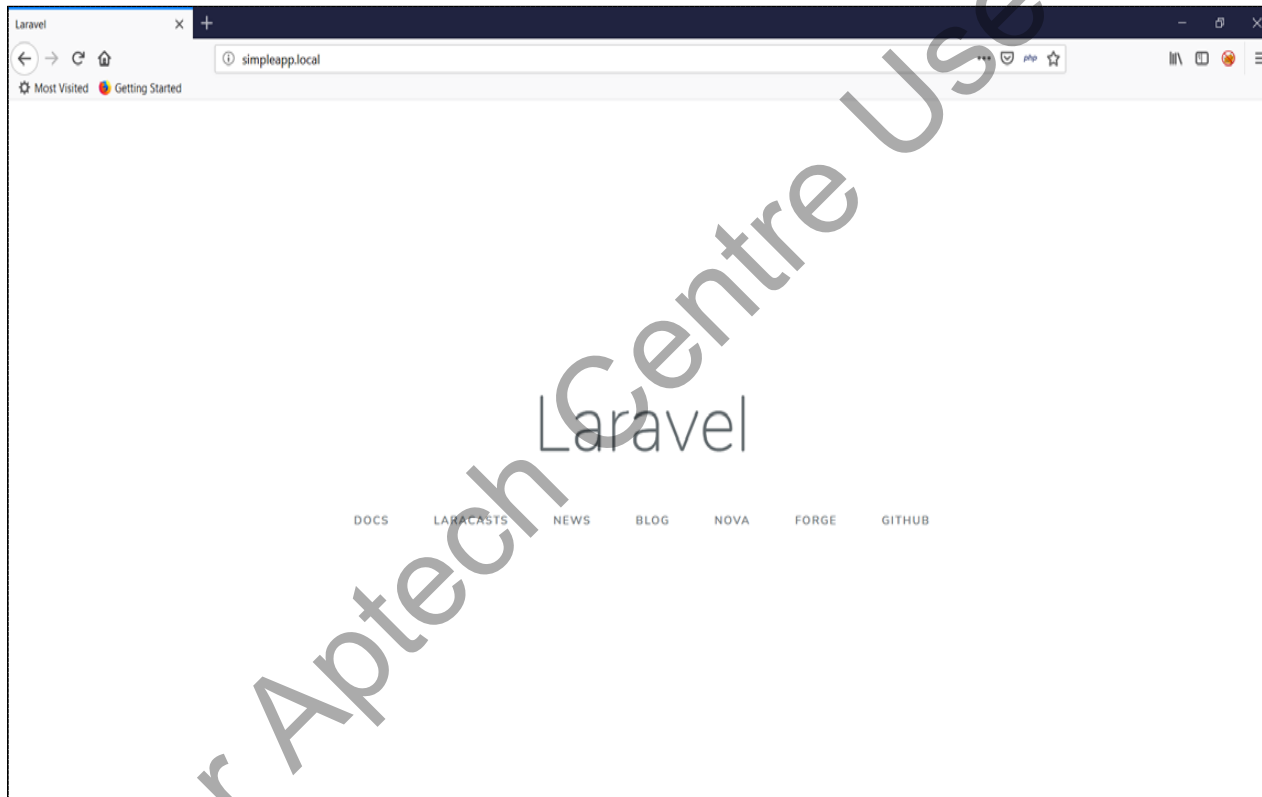 Laravel
simpleapp.local
php
Most Visited Getting Started
Laravel
DOCS LARACASTS NEWS BLOG NOVA FORGE GITHUB
r Aptech Centre Use